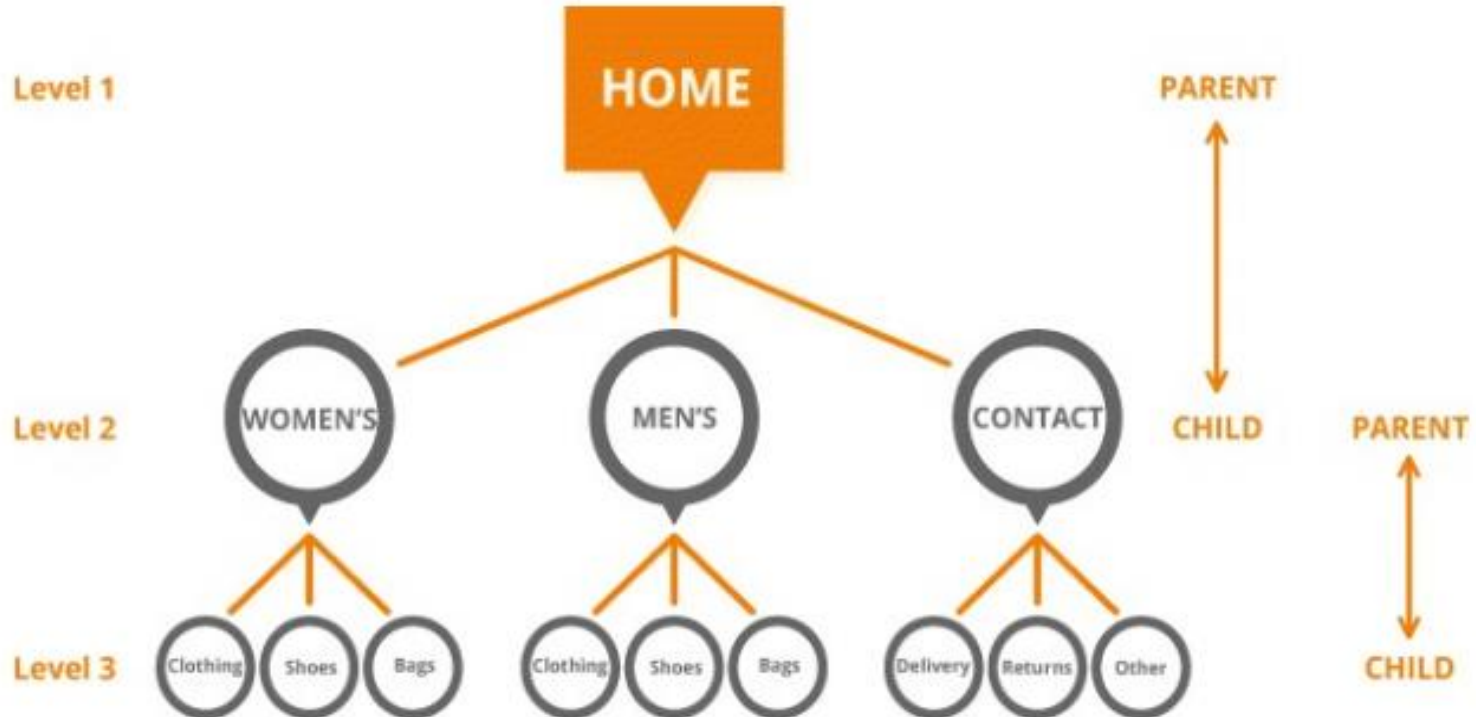 Level 1
HOME
PARENT
Level 2
WOMEN'S
MEN'S
CONTACT
CHILD
PARENT
Level 3
Clothing
Shoes
Bags
Clothing
Shoes
Bags
Delivery
Returns
Other
CHILD